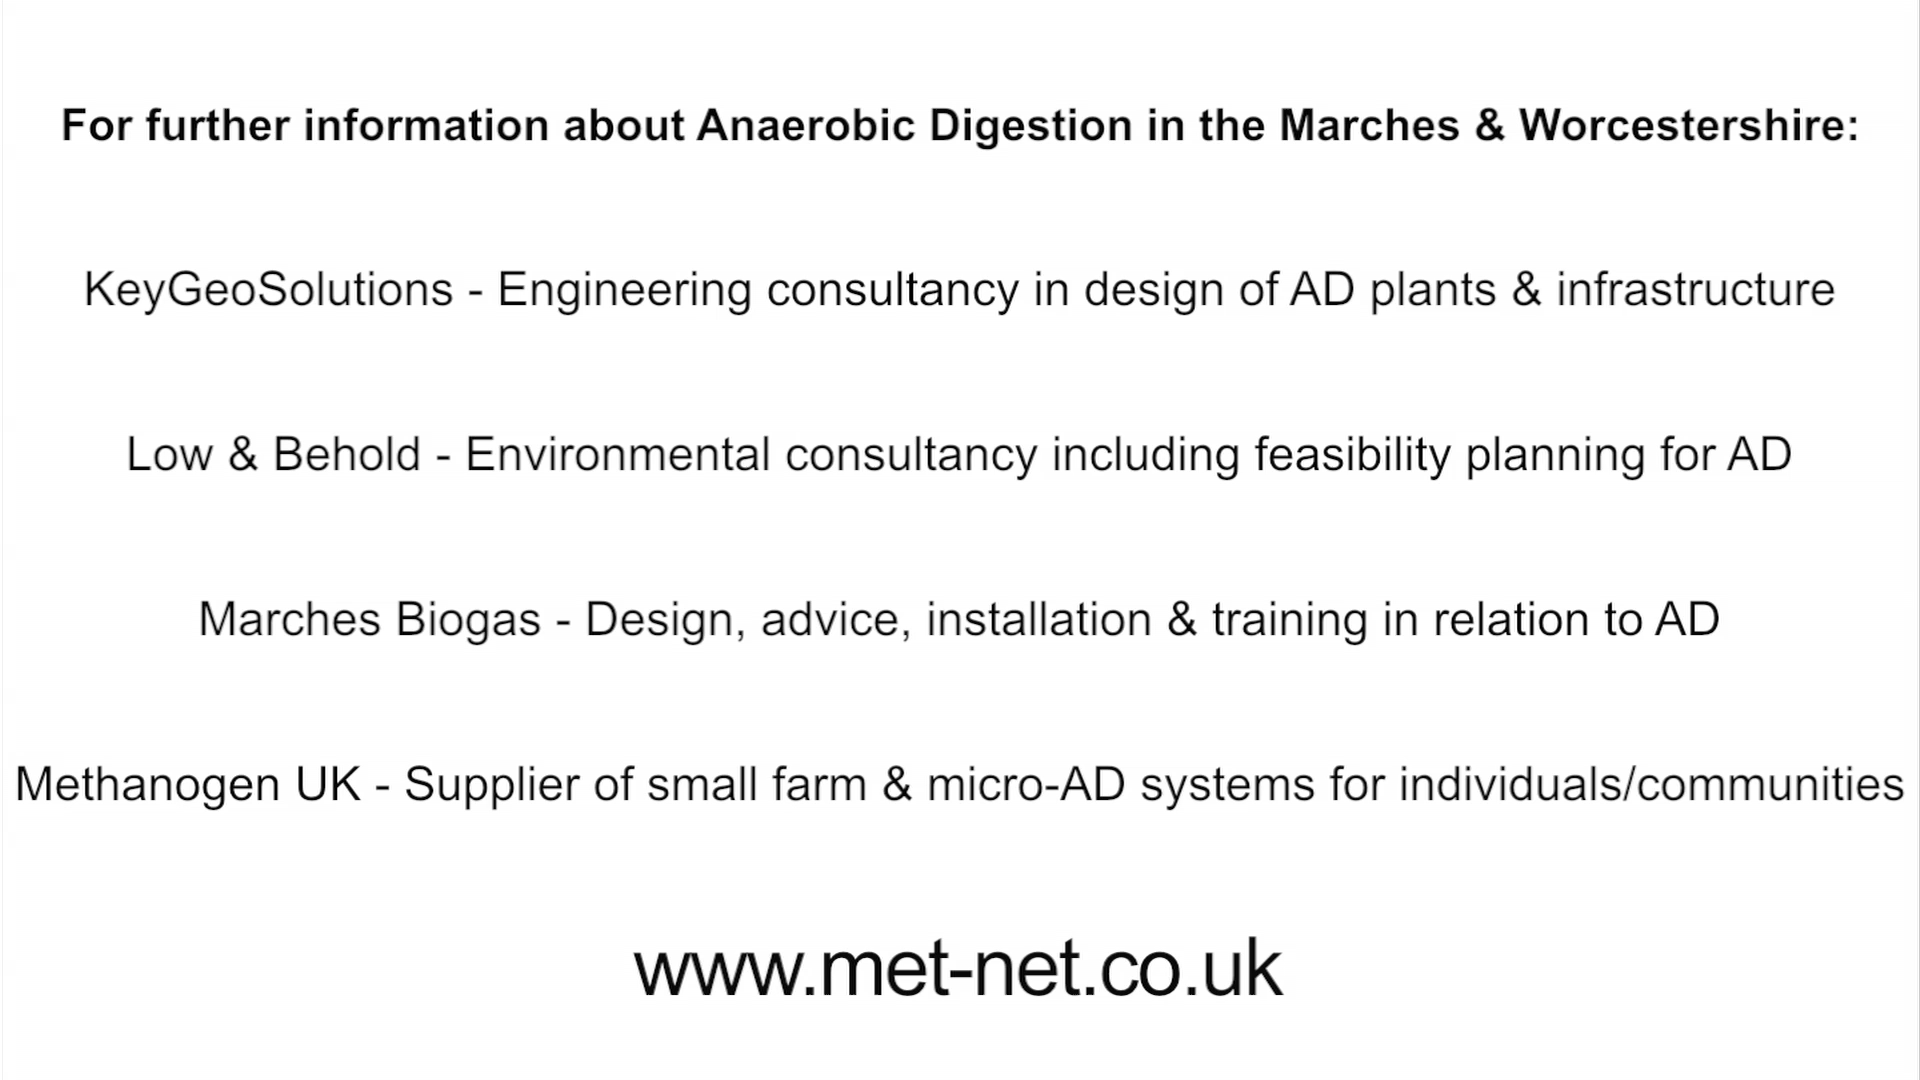 For further information about Anaerobic Digestion in the Marches & Worcestershire:
KeyGeoSolutions - Engineering consultancy in design of AD plants & infrastructure
Low & Behold - Environmental consultancy including feasibility planning for AD
Marches Biogas - Design, advice, installation & training in relation to AD
Methanogen UK - Supplier of small farm & micro-AD systems for individuals/communities
www.met-net.co.uk